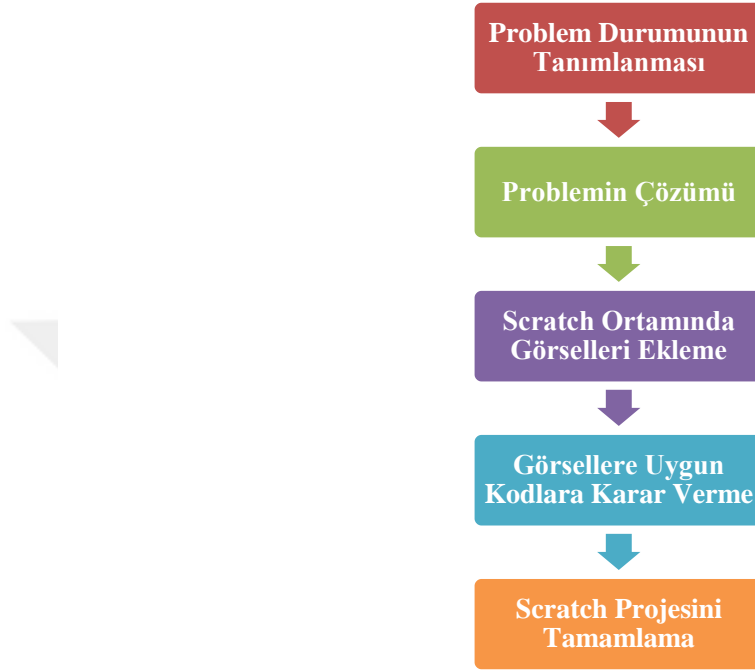 Problem Durumunun
Tanımlanması
Problemin Çözümü
Scratch Ortamında
Görselleri Ekleme
Görsellere Uygun
Kodlara Karar Verme
Scratch Projesini
Tamamlama